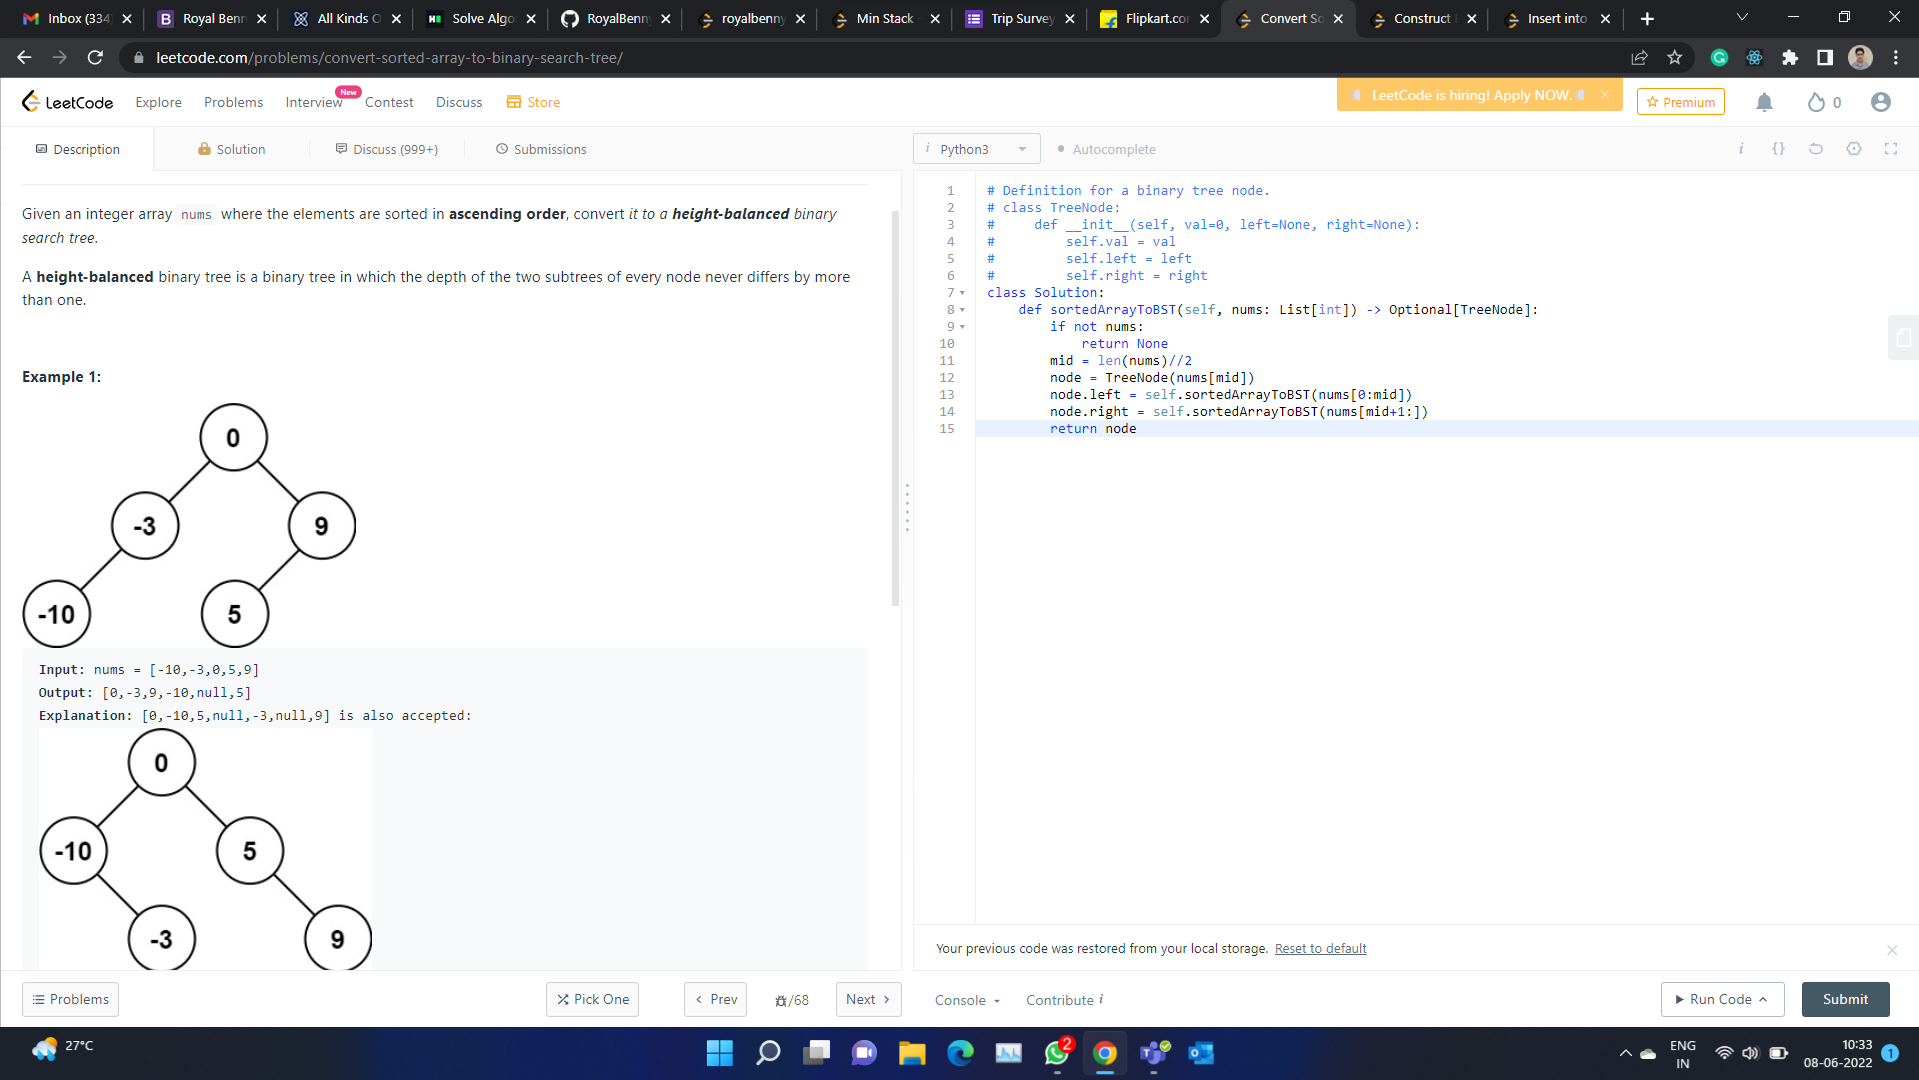 Inbox (334
Royal Benn
All Kinds O
Solve Algo
RoyalBenny
royalbenny
Min Stack
Trip Survey
Flipkart.co
Convert So
Construct
Insert into
leetcode.com/problems/convert-sorted-array-to-binary-search-tree/
LeetCode
Explore
Problems
Interview
New
Contest
Discuss
Store
LeetCode is hiring! Apply NOW.
Premium
0
Description
Solution
Discuss (999+)
Submissions
Given an integer array nums where the elements are sorted in ascending order, convert it to a height-balanced binary
search tree.
A height-balanced binary tree is a binary tree in which the depth of the two subtrees of every node never differs by more
than one.
Example 1:
0
-3
9
-10
5
Input: nums = [-10,-3,0,5,9]
Output: [0,-3,9,-10,null,5]
Explanation: [0,-10,5,null,-3,null,9] is also accepted:
0
-10
5
-3
9
Problems
Pick One
< Prev
/68
Next >
i Python3
Autocomplete
i {}
1 # Definition for a binary tree node.
2 # class TreeNode:
3 #     def __init__(self, val=0, left=None, right=None):
4 #         self.val = val
5 #         self.left = left
6 #         self.right = right
7 class Solution:
8     def sortedArrayToBST(self, nums: List[int]) -> Optional[TreeNode]:
9         if not nums:
10             return None
11         mid = len(nums)//2
12         node = TreeNode(nums[mid])
13         node.left = self.sortedArrayToBST(nums[0:mid])
14         node.right = self.sortedArrayToBST(nums[mid+1:])
15         return node
Your previous code was restored from your local storage. Reset to default
Console
Contribute i
Run Code
Submit
27°C
2
ENG
IN
10:33
08-06-2022
1